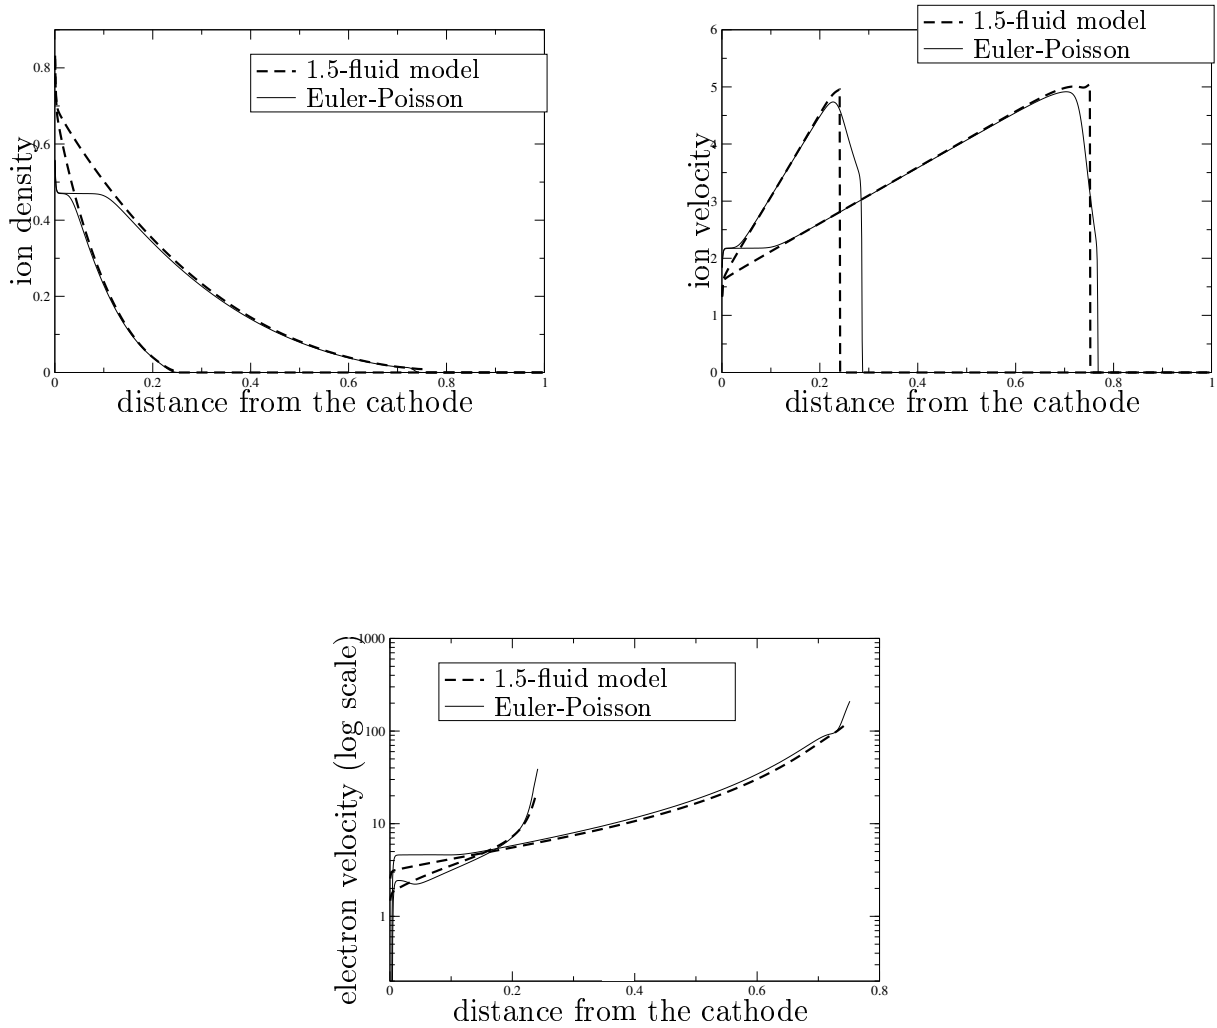 1.5-fluid model
Euler-Poisson
ion density
0.8
0.6
0.4
0.2
0
0 0.2 0.4 0.6 0.8 1
distance from the cathode
1.5-fluid model
Euler-Poisson
ion velocity
6
5
4
3
2
1
0
0 0.2 0.4 0.6 0.8 1
distance from the cathode
1.5-fluid model
Euler-Poisson
electron velocity (log scale)
1000
100
10
1
0 0.2 0.4 0.6 0.8
distance from the cathode